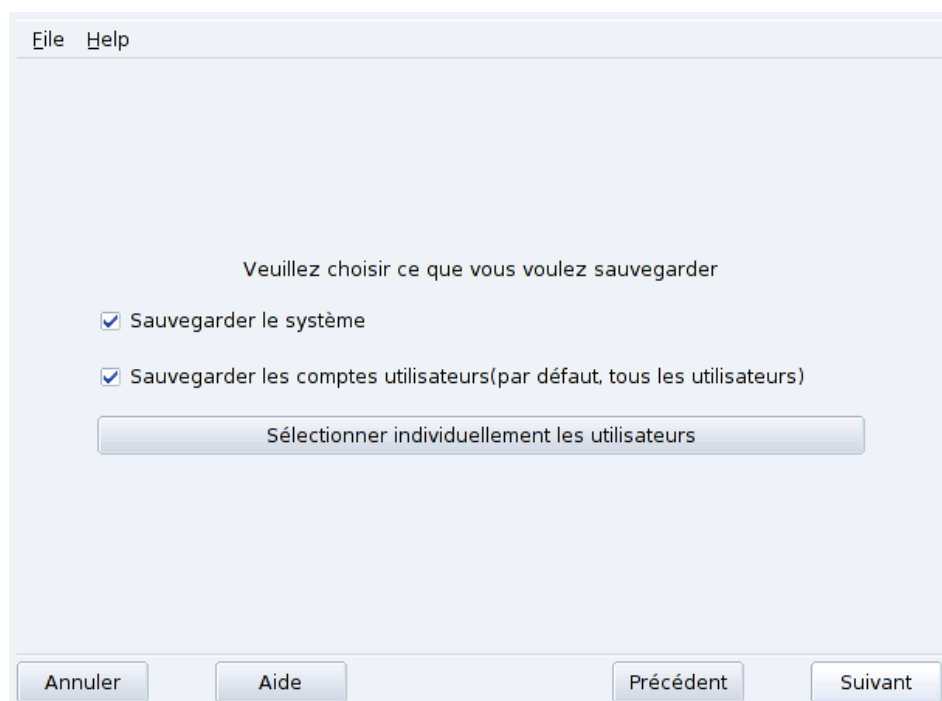 File Help
Veuillez choisir ce que vous voulez sauvegarder
Sauvegarder le système
Sauvegarder les comptes utilisateurs(par défaut, tous les utilisateurs)
Sélectionner individuellement les utilisateurs
Annuler Aide Précédent Suivant